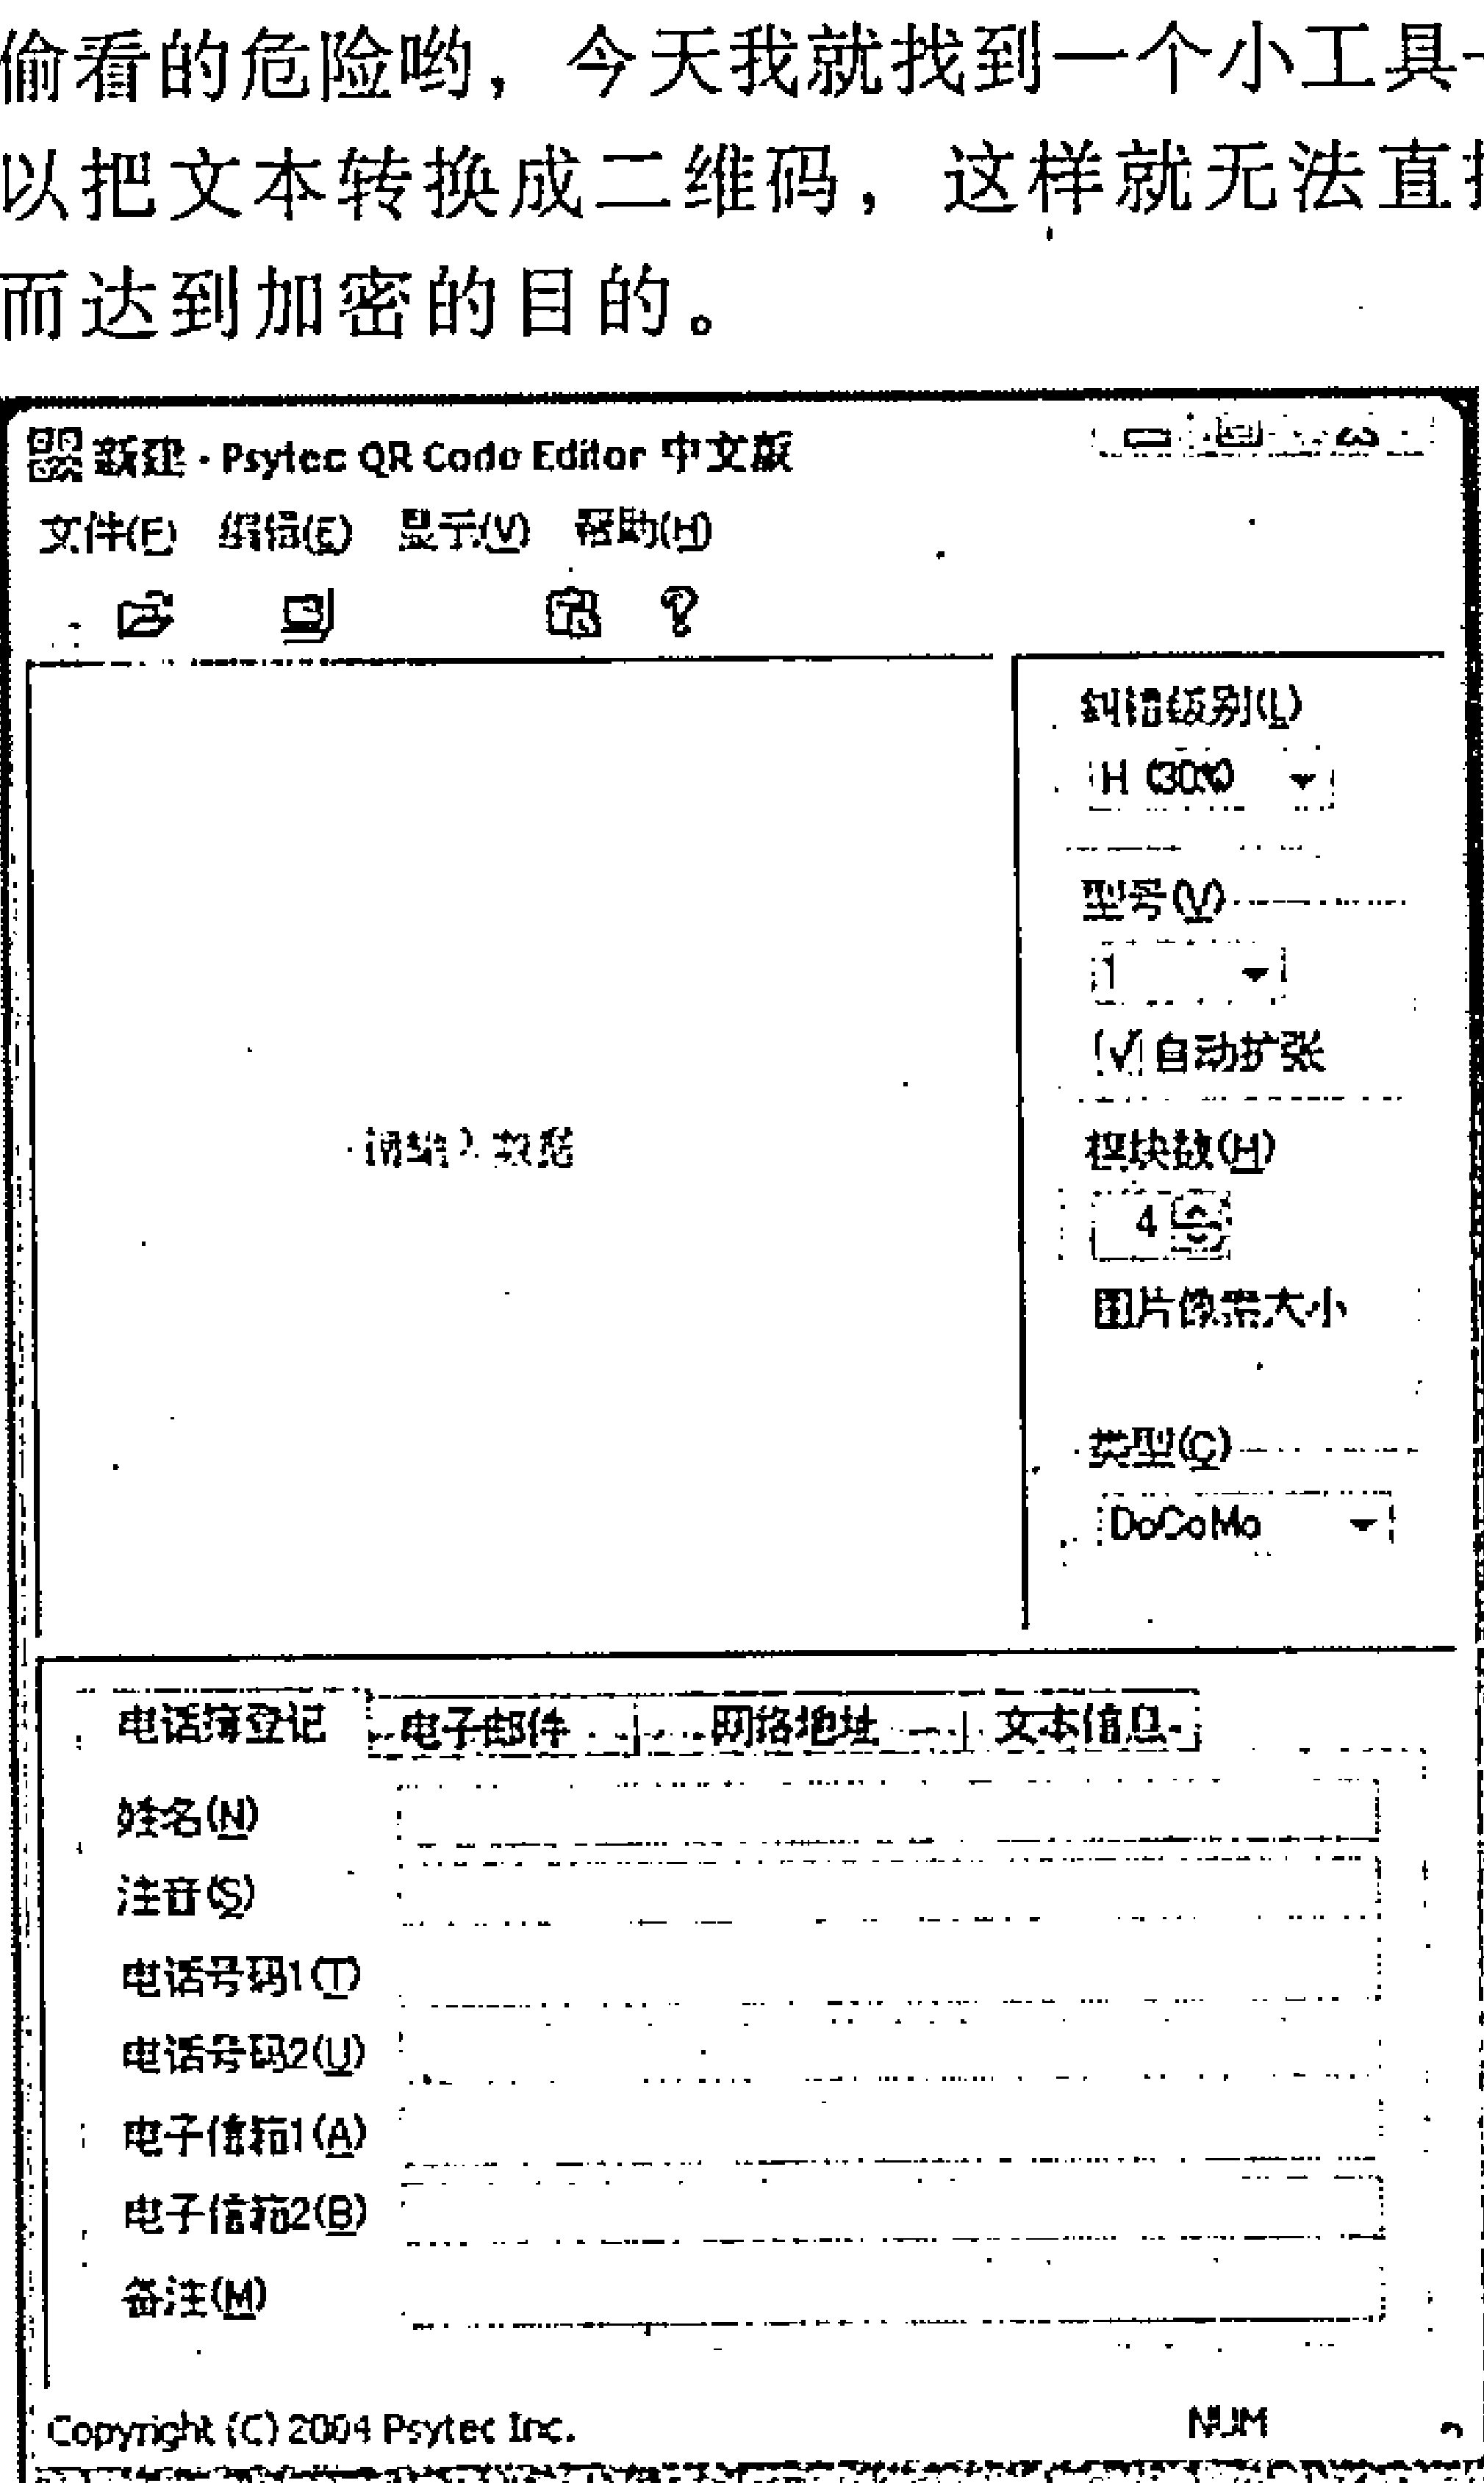 偷看的危险哟，今天我就找到一个小工具
以把文本转换成二维码，这样就无法直接
而达到加密的目的。
新建 - Psytec QR Code Editor 中文版
文件(F) 编辑(E) 显示(V) 帮助(H)
纠错级别(L)
H (30%)
型号(V)
1
自动扩张
请输入数据
模块数(H)
4
图片像素大小
类型(C)
DoCoMo
电话簿登记 电子邮件 网络地址 文本信息
姓名(N)
注音(S)
电话号码1(T)
电话号码2(U)
电子信箱1(A)
电子信箱2(B)
备注(M)
Copyright (C) 2004 Psytec Inc. NUM